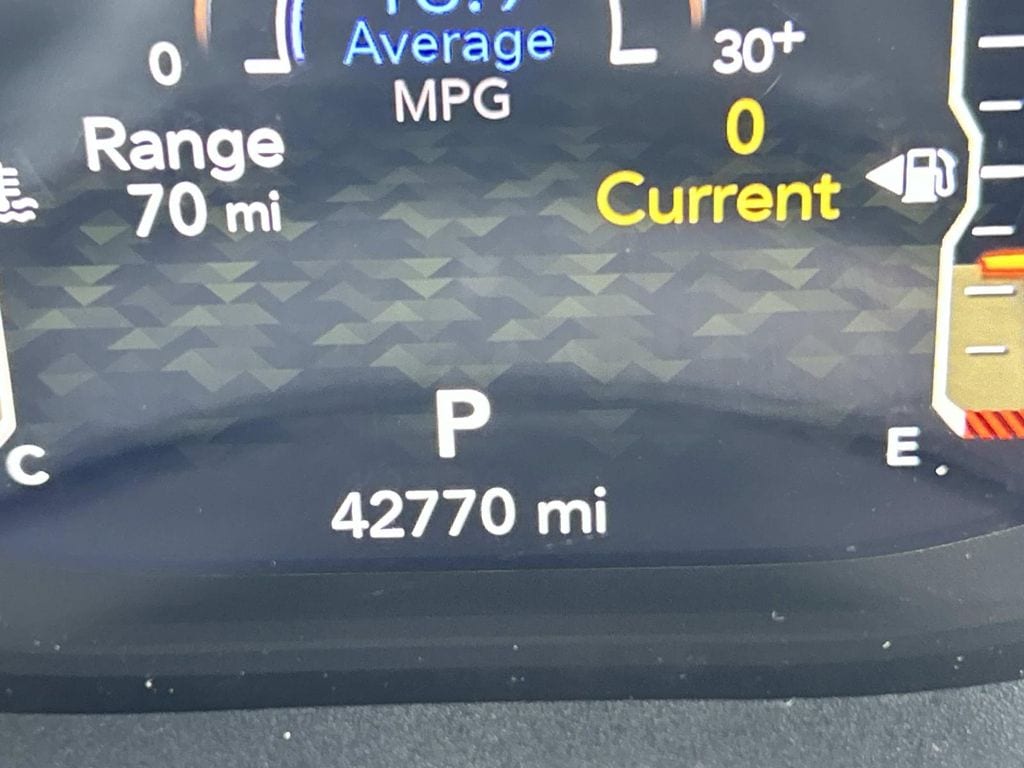 Average
MPG
0
30+
Range
70 mi
0
Current
P
C
E
42770 mi